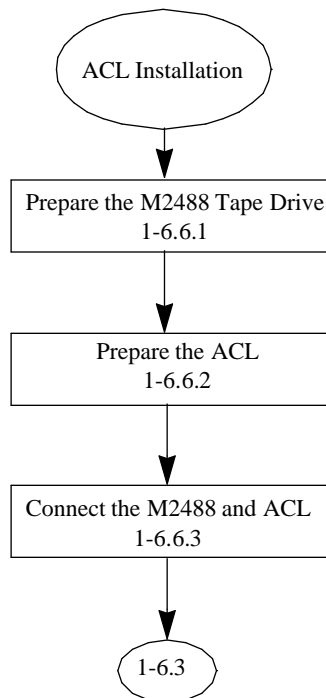 ACL Installation
Prepare the M2488 Tape Drive
1-6.6.1
Prepare the ACL
1-6.6.2
Connect the M2488 and ACL
1-6.6.3
1-6.3